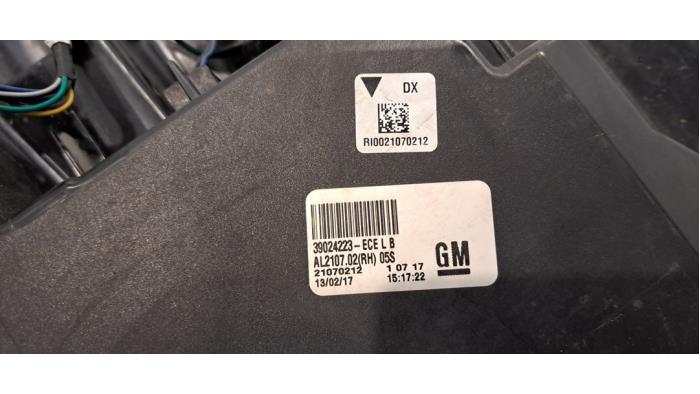 DX
RI0021070212
39024223-ECE L B
AL2107.02(RH) 05S
21070212 1 07 17
13/02/17 15:17:22
GM